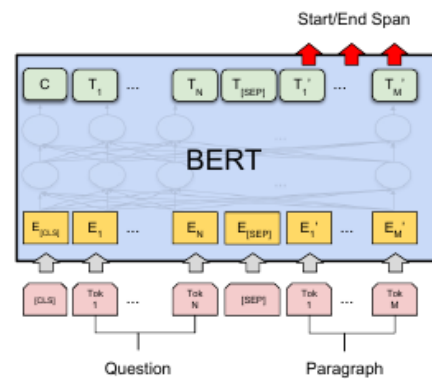 Start/End Span
C T1 ... TN T[SEP] T1' ... TM'
...
BERT
...
E[CLS] E1 ... EN E[SEP] E1' ... EM'
[CLS] Tok 1 ... Tok N [SEP] Tok 1 ... Tok M
Question Paragraph